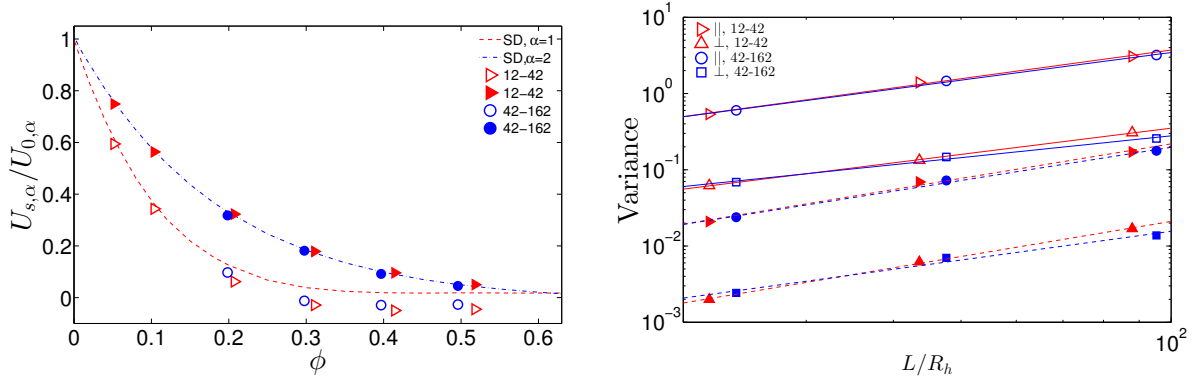 U_{s,α}/U_{0,α}
1
0.8
0.6
0.4
0.2
0
0 0.1 0.2 0.3 0.4 0.5 0.6
ϕ
SD, α=1
SD,α=2
12−42
12−42
42−162
42−162
Variance
10^1
10^0
10^{-1}
10^{-2}
10^{-3}
10^2
L/R_h
||, 12-42
⊥, 12-42
||, 42-162
⊥, 42-162